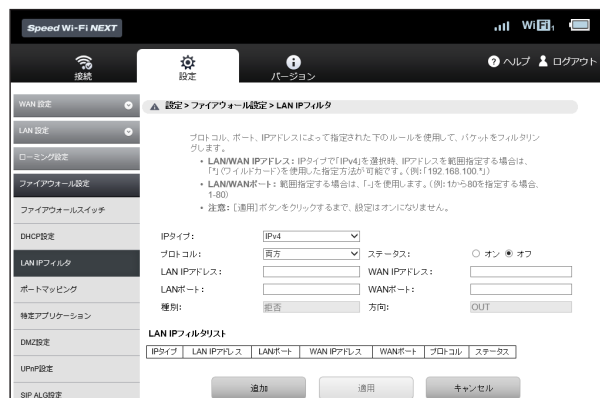 Speed Wi-Fi NEXT
WiFi 1
接続
設定
バージョン
ヘルプ
ログアウト
WAN 設定
LAN 設定
ローミング設定
ファイアウォール設定
ファイアウォールスイッチ
DHCP設定
LAN IPフィルタ
ポートマッピング
特定アプリケーション
DMZ設定
UPnP設定
SIP ALG設定
設定 > ファイアウォール設定 > LAN IPフィルタ
プロトコル、ポート、IPアドレスによって指定された下のルールを使用して、パケットをフィルタリン
グします。
• LAN/WAN IPアドレス: IPタイプで「IPv4」を選択時、IPアドレスを範囲指定する場合は、
「*」(ワイルドカード)を使用した指定方法が可能です。(例:「192.168.100.*」)
• LAN/WANポート: 範囲指定する場合は、「-」を使用します。(例: 1から80を指定する場合、
1-80)
• 注意: [適用]ボタンをクリックするまで、設定はオンになりません。
IPタイプ: IPv4
プロトコル: 両方 ステータス: オン オフ
LAN IPアドレス: WAN IPアドレス:
LANポート: WANポート:
種別: 拒否 方向: OUT
LAN IPフィルタリスト
IPタイプ LAN IPアドレス LANポート WAN IPアドレス WANポート プロトコル ステータス
追加 適用 キャンセル